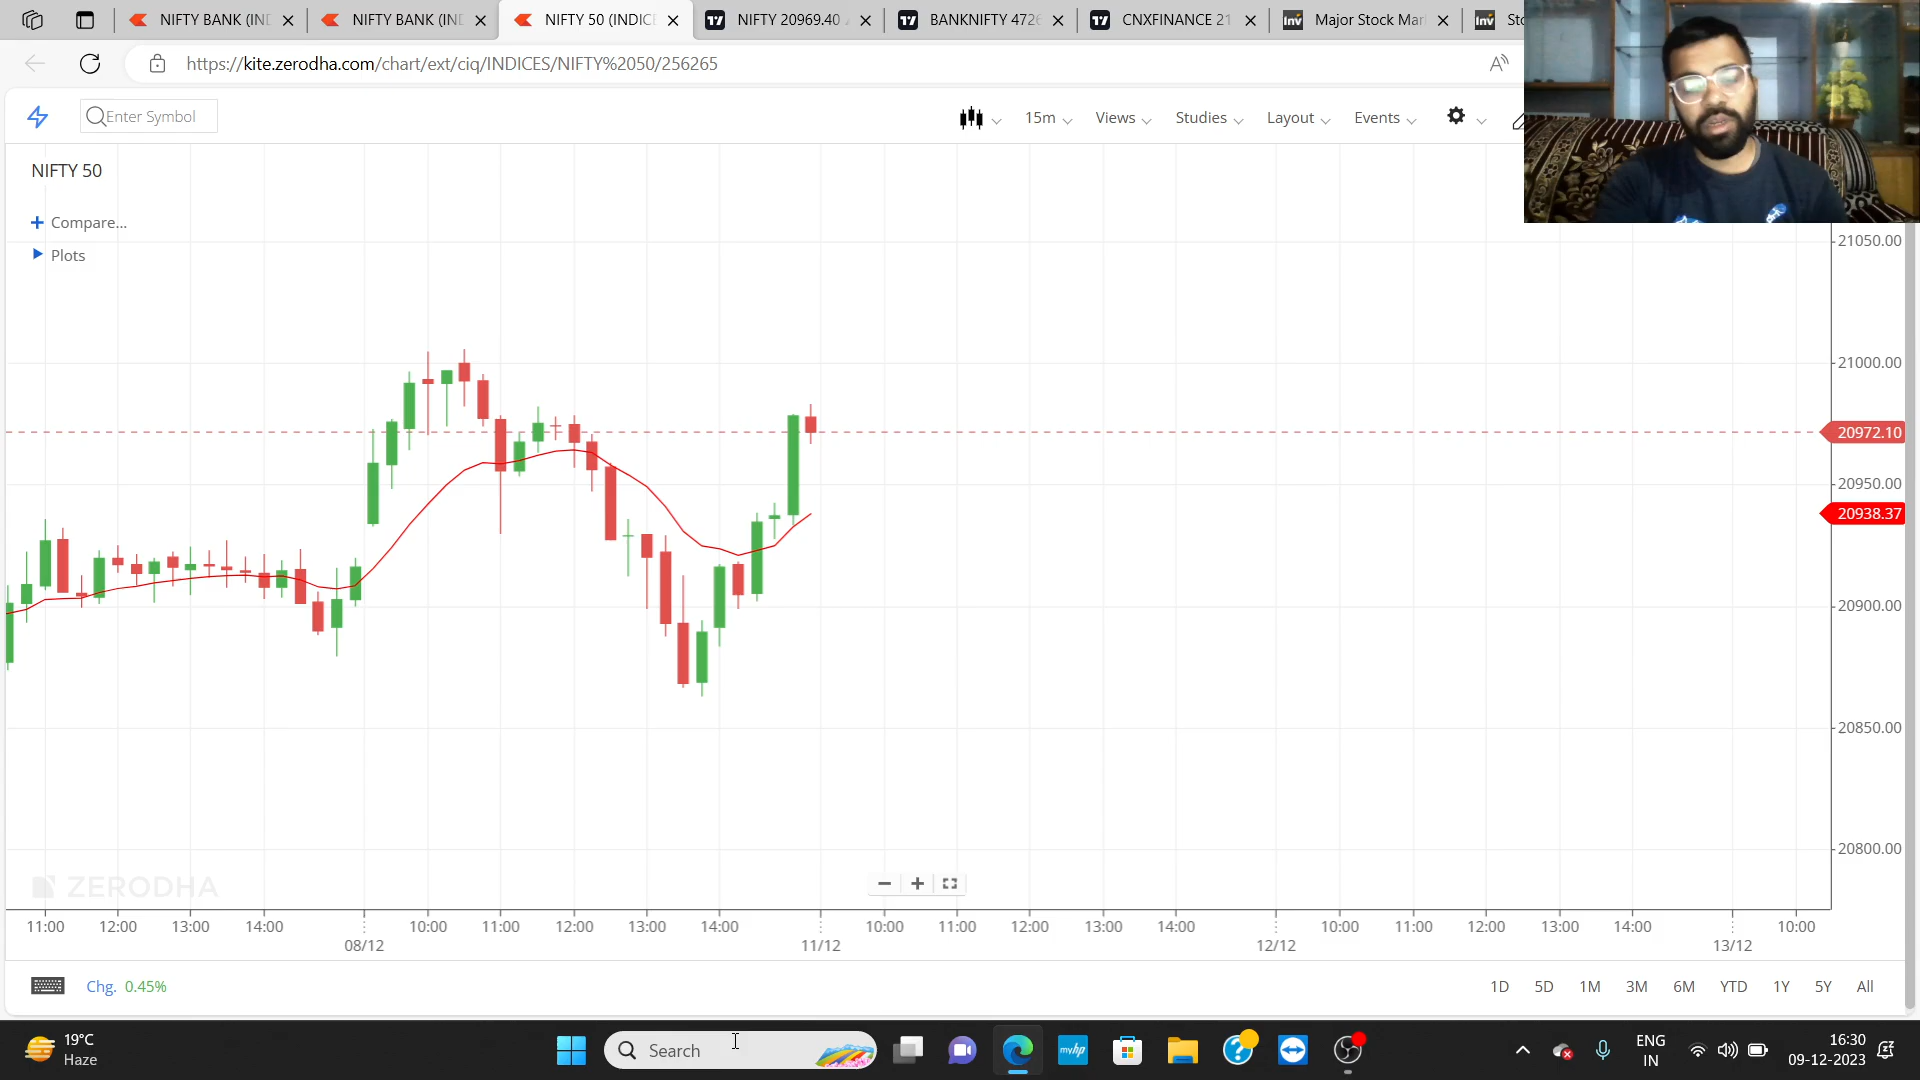 NIFTY BANK (IN
NIFTY BANK (IN
NIFTY 50 (INDIC
NIFTY 20969.40
BANKNIFTY 472
CNXFINANCE 21
Major Stock Mar
Sto
https://kite.zerodha.com/chart/ext/ciq/INDICES/NIFTY%2050/256265
Enter Symbol
15m
Views
Studies
Layout
Events
NIFTY 50
+ Compare...
Plots
21050.00
21000.00
20972.10
20950.00
20938.37
20900.00
20850.00
20800.00
ZERODHA
11:00 12:00 13:00 14:00 10:00 11:00 12:00 13:00 14:00 10:00 11:00 12:00 13:00 14:00 10:00 11:00 12:00 13:00 14:00 10:00
08/12 11/12 12/12 13/12
Chg. 0.45%
1D 5D 1M 3M 6M YTD 1Y 5Y All
19°C
Haze
Search
myhp
ENG
IN
16:30
09-12-2023